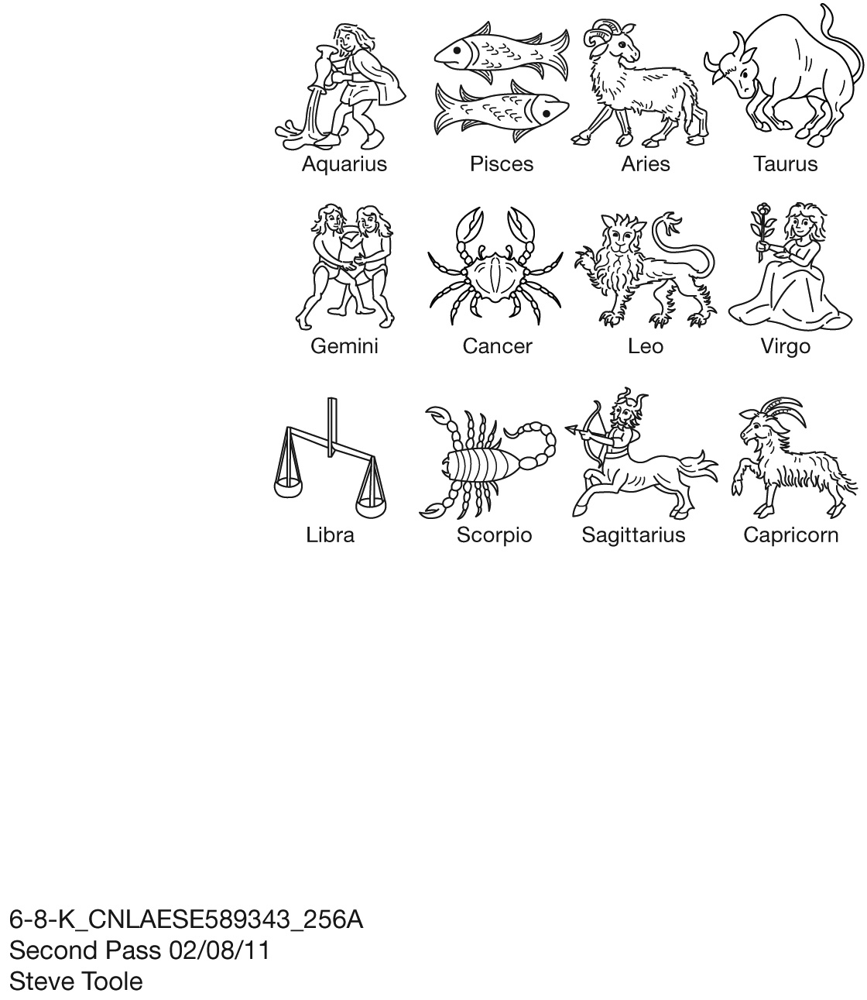 Aquarius Pisces Aries Taurus
Gemini Cancer Leo Virgo
Libra Scorpio Sagittarius Capricorn
6-8-K_CNLAESE589343_256A
Second Pass 02/08/11
Steve Toole